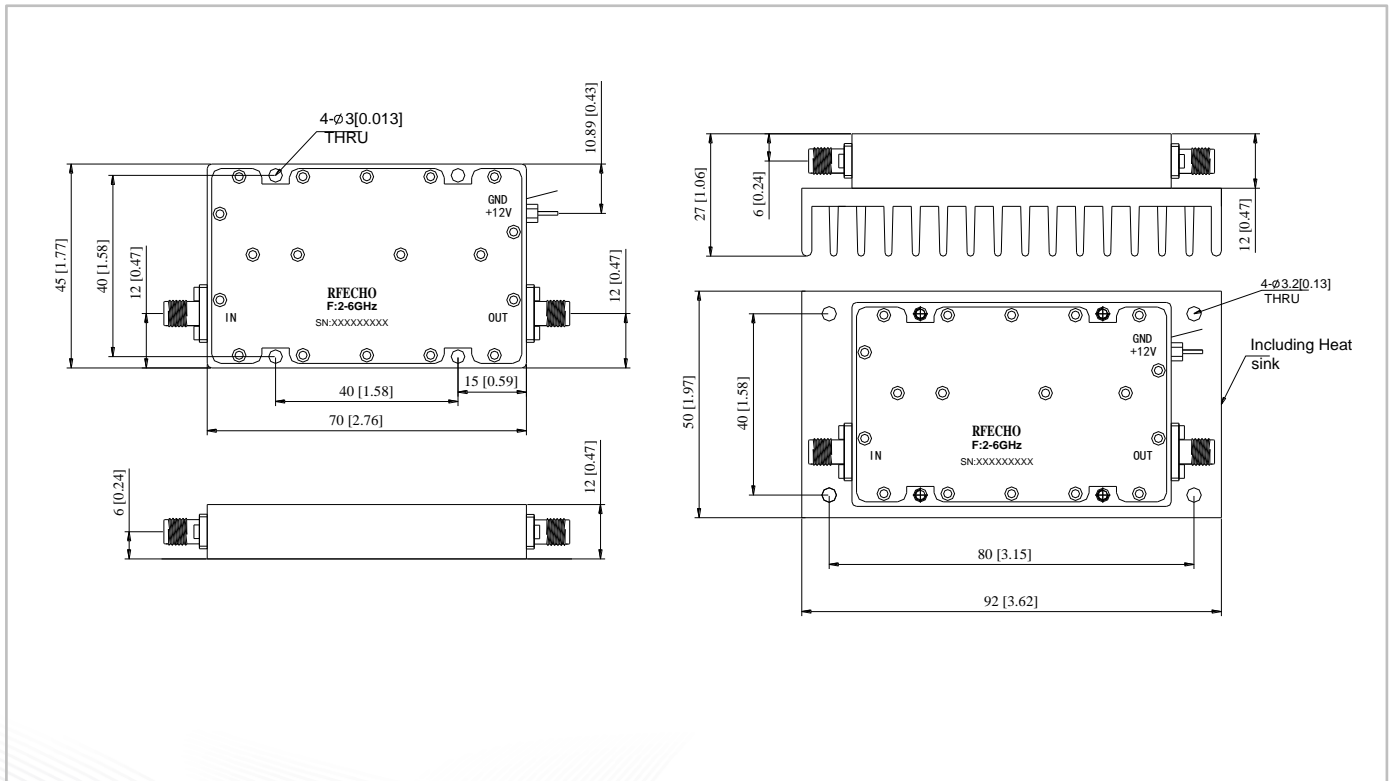 4-⌀3[0.013]
THRU
10.89 [0.43]
45 [1.77]
40 [1.58]
12 [0.47]
GND
+12V
RFECHO
F:2-6GHz
SN:XXXXXXXXX
IN
OUT
12 [0.47]
15 [0.59]
40 [1.58]
70 [2.76]
6 [0.24]
12 [0.47]
27 [1.06]
6 [0.24]
12 [0.47]
4-⌀3.2[0.13]
THRU
Including Heat
sink
50 [1.97]
40 [1.58]
GND
+12V
RFECHO
F:2-6GHz
SN:XXXXXXXXX
IN
OUT
80 [3.15]
92 [3.62]